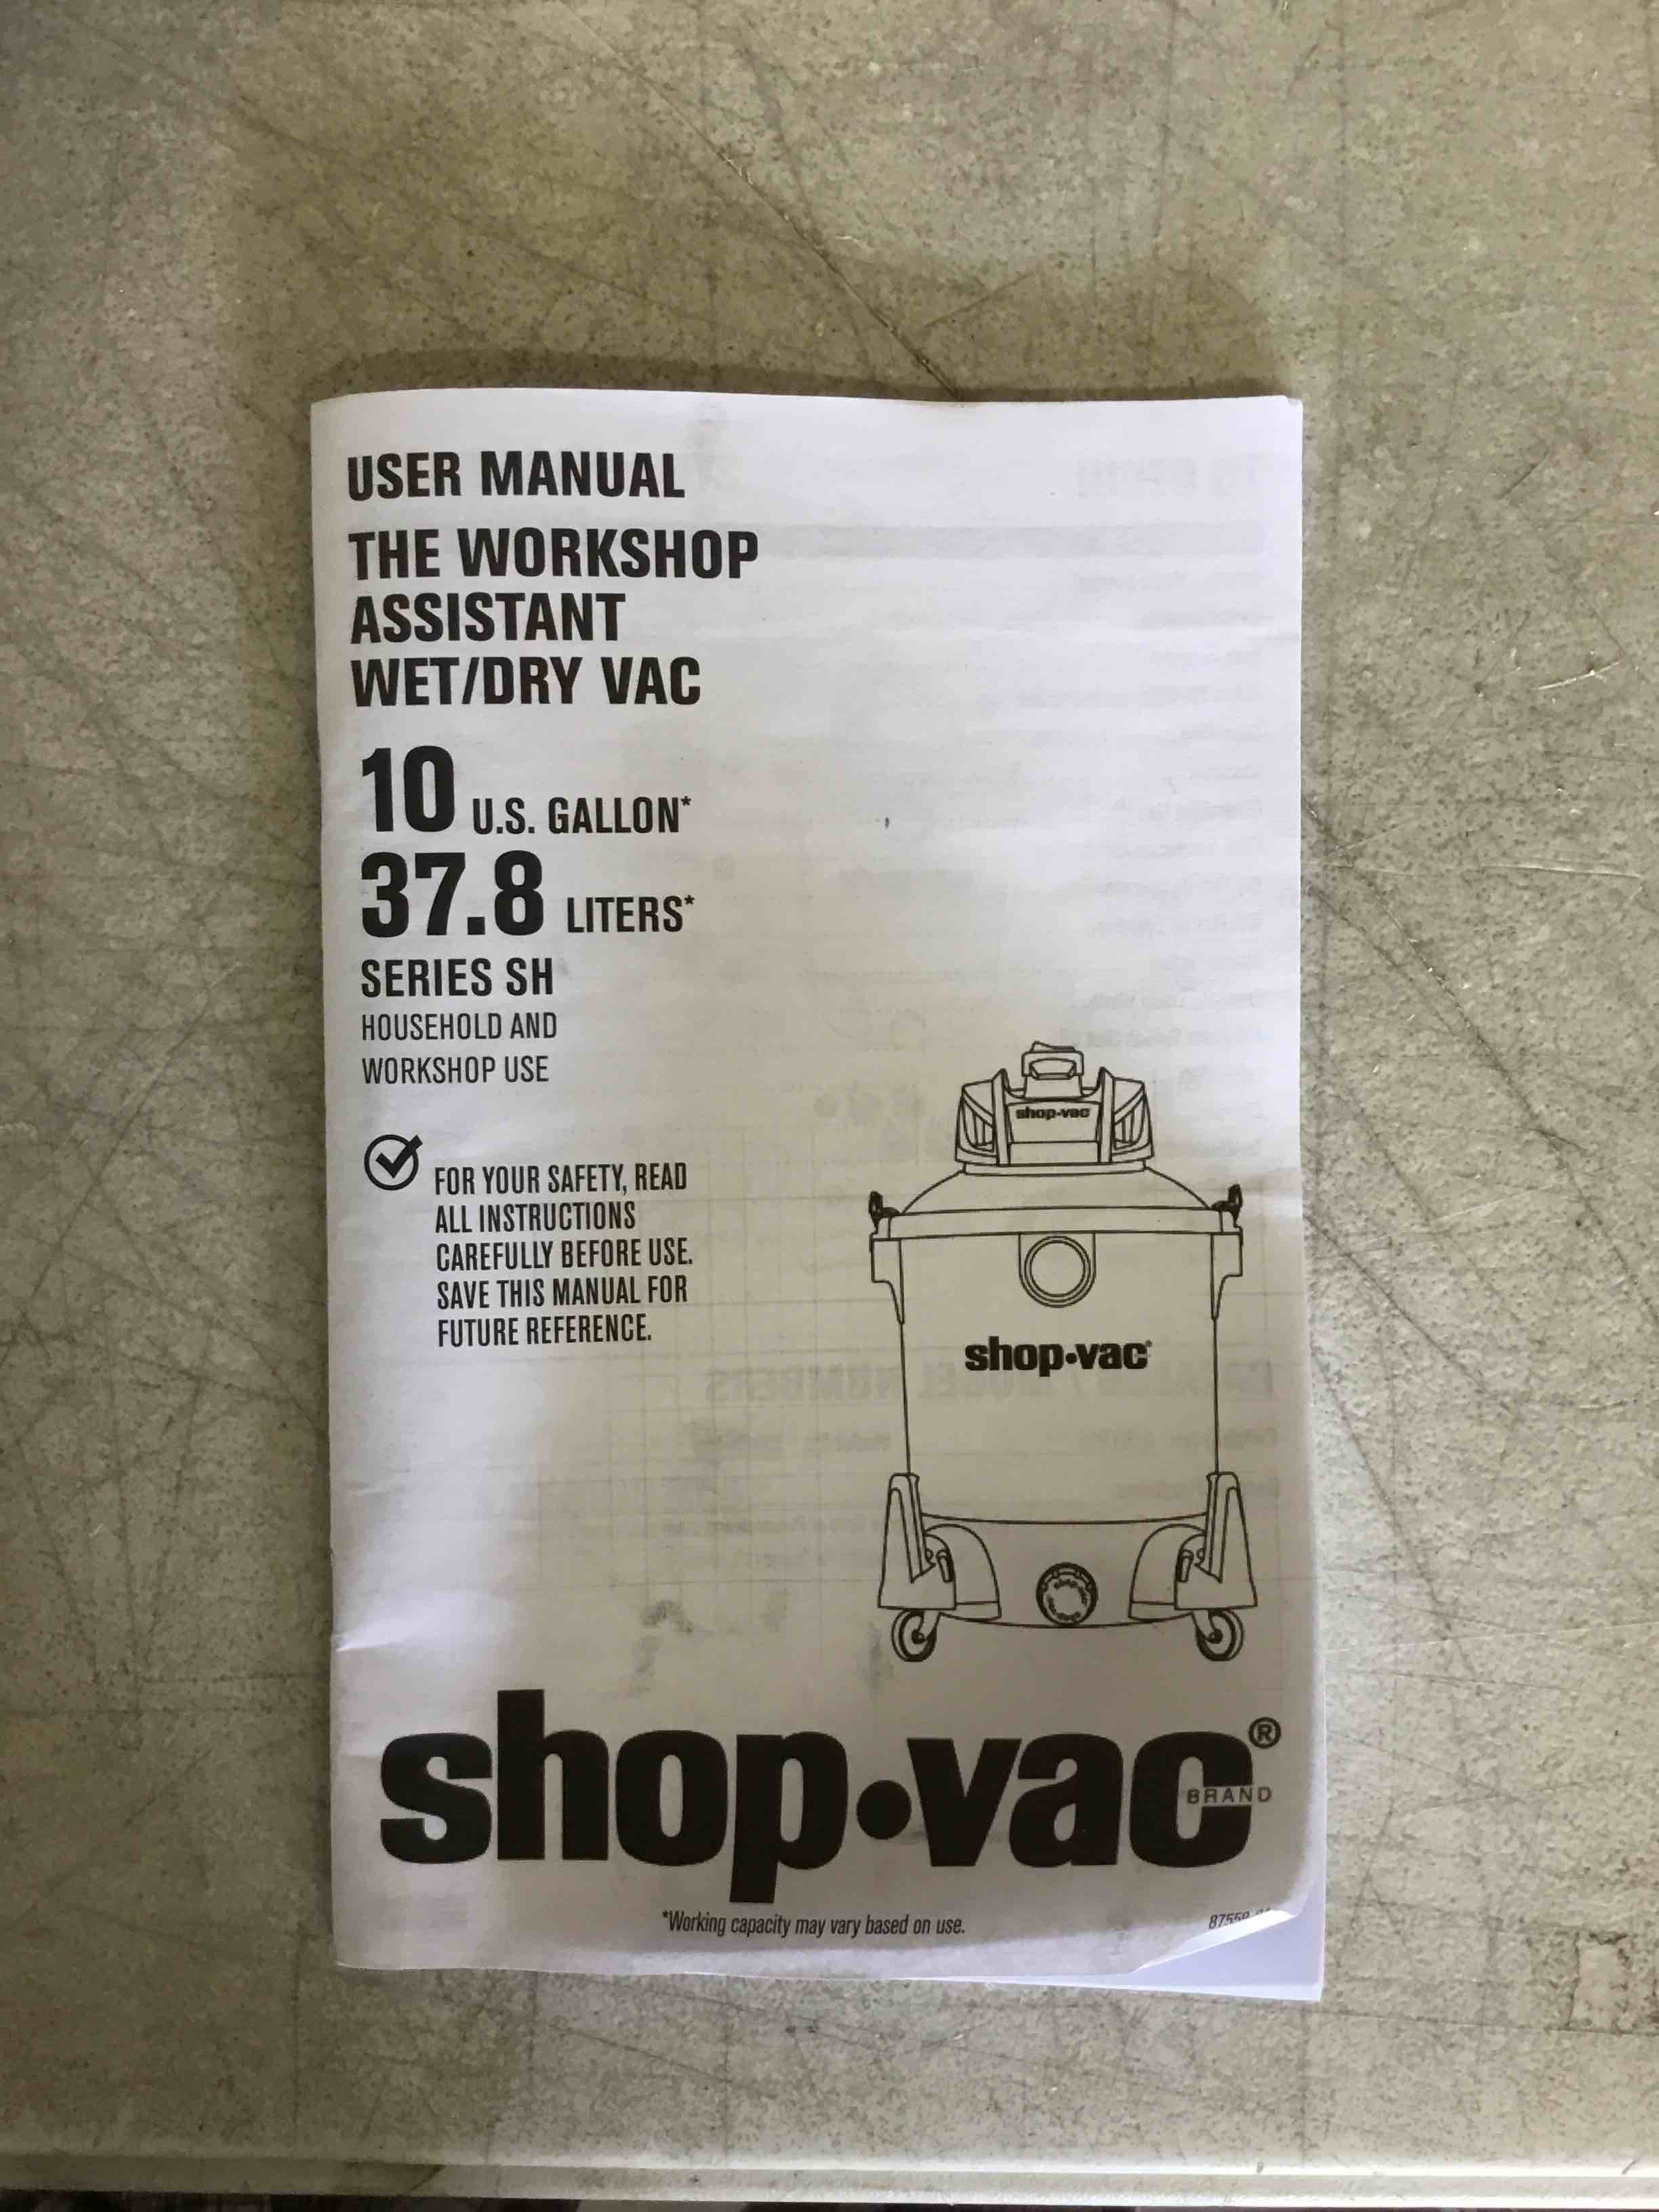 USER MANUAL
THE WORKSHOP
ASSISTANT
WET/DRY VAC
10 U.S. GALLON*
37.8 LITERS*
SERIES SH
HOUSEHOLD AND
WORKSHOP USE
FOR YOUR SAFETY, READ
ALL INSTRUCTIONS
CAREFULLY BEFORE USE.
SAVE THIS MANUAL FOR
FUTURE REFERENCE.
shop•vac
shop•vac®
shop•vac®
BRAND
*Working capacity may vary based on use.